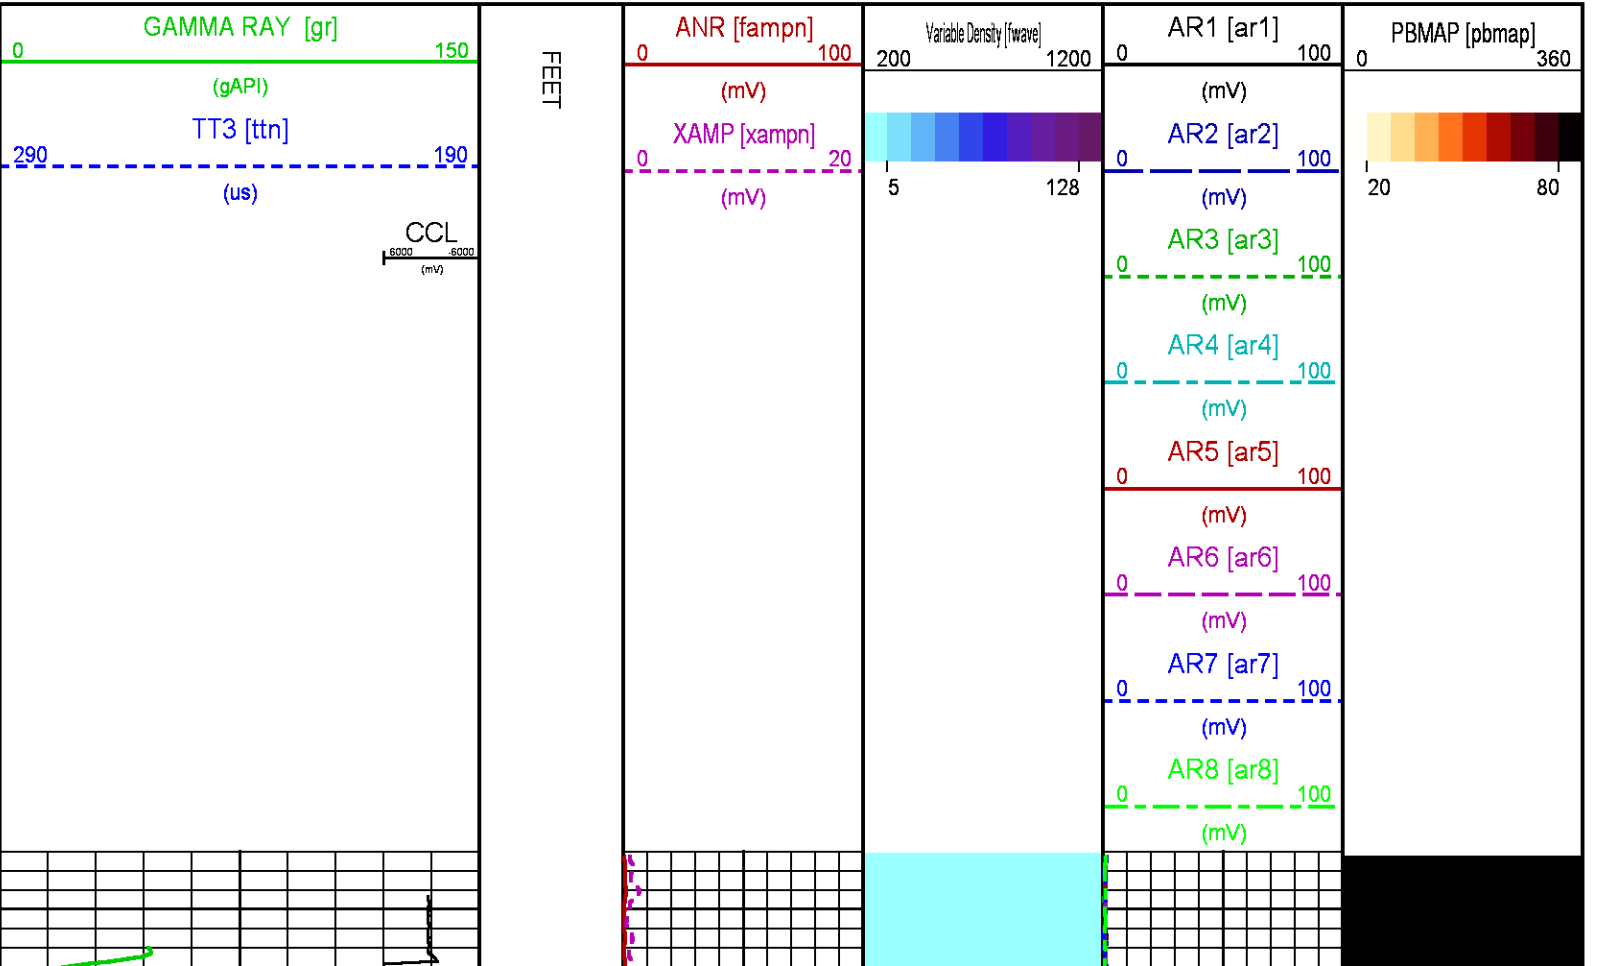 GAMMA RAY [gr]
0 150
(gAPI)
TT3 [ttn]
290 190
(us)
CCL
6000 -6000
(mV)
FEET
ANR [fampn]
0 100
(mV)
XAMP [xampn]
0 20
(mV)
Variable Density [fwave]
200 1200
5 128
AR1 [ar1]
0 100
(mV)
AR2 [ar2]
0 100
(mV)
AR3 [ar3]
0 100
(mV)
AR4 [ar4]
0 100
(mV)
AR5 [ar5]
0 100
(mV)
AR6 [ar6]
0 100
(mV)
AR7 [ar7]
0 100
(mV)
AR8 [ar8]
0 100
(mV)
PBMAP [pbmap]
0 360
20 80